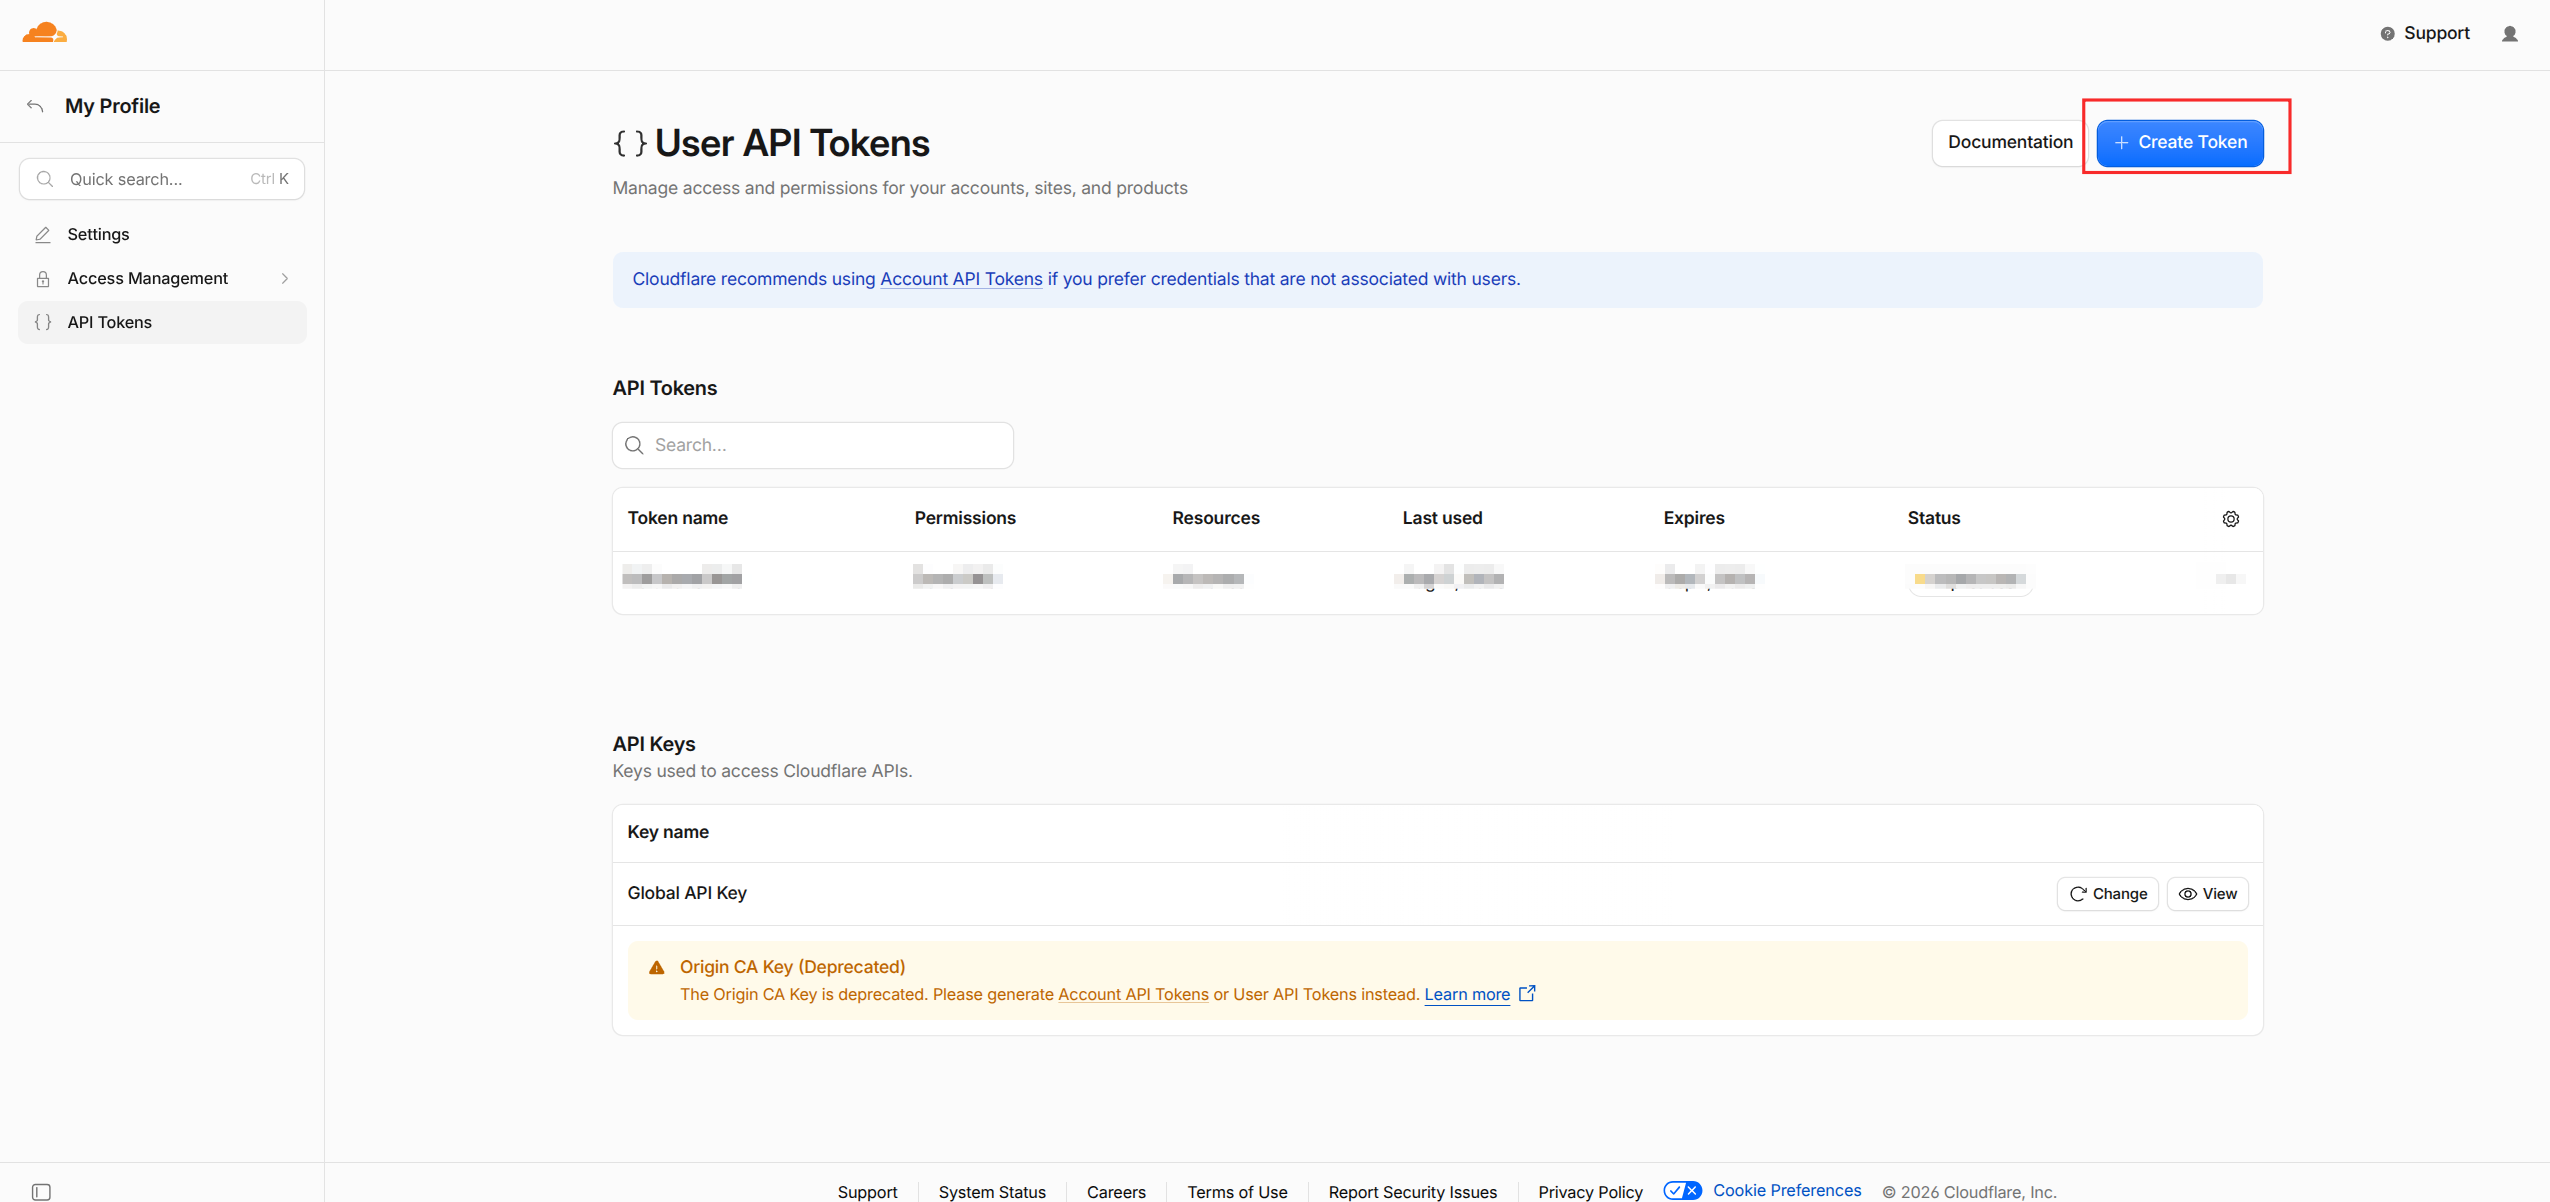 Support
My Profile
Quick search... Ctrl K
Settings
Access Management
API Tokens
{ } User API Tokens
Manage access and permissions for your accounts, sites, and products
Documentation
+ Create Token
Cloudflare recommends using Account API Tokens if you prefer credentials that are not associated with users.
API Tokens
Search...
Token name Permissions Resources Last used Expires Status
API Keys
Keys used to access Cloudflare APIs.
Key name
Global API Key
Change
View
Origin CA Key (Deprecated)
The Origin CA Key is deprecated. Please generate Account API Tokens or User API Tokens instead. Learn more
Support System Status Careers Terms of Use Report Security Issues Privacy Policy Cookie Preferences © 2026 Cloudflare, Inc.